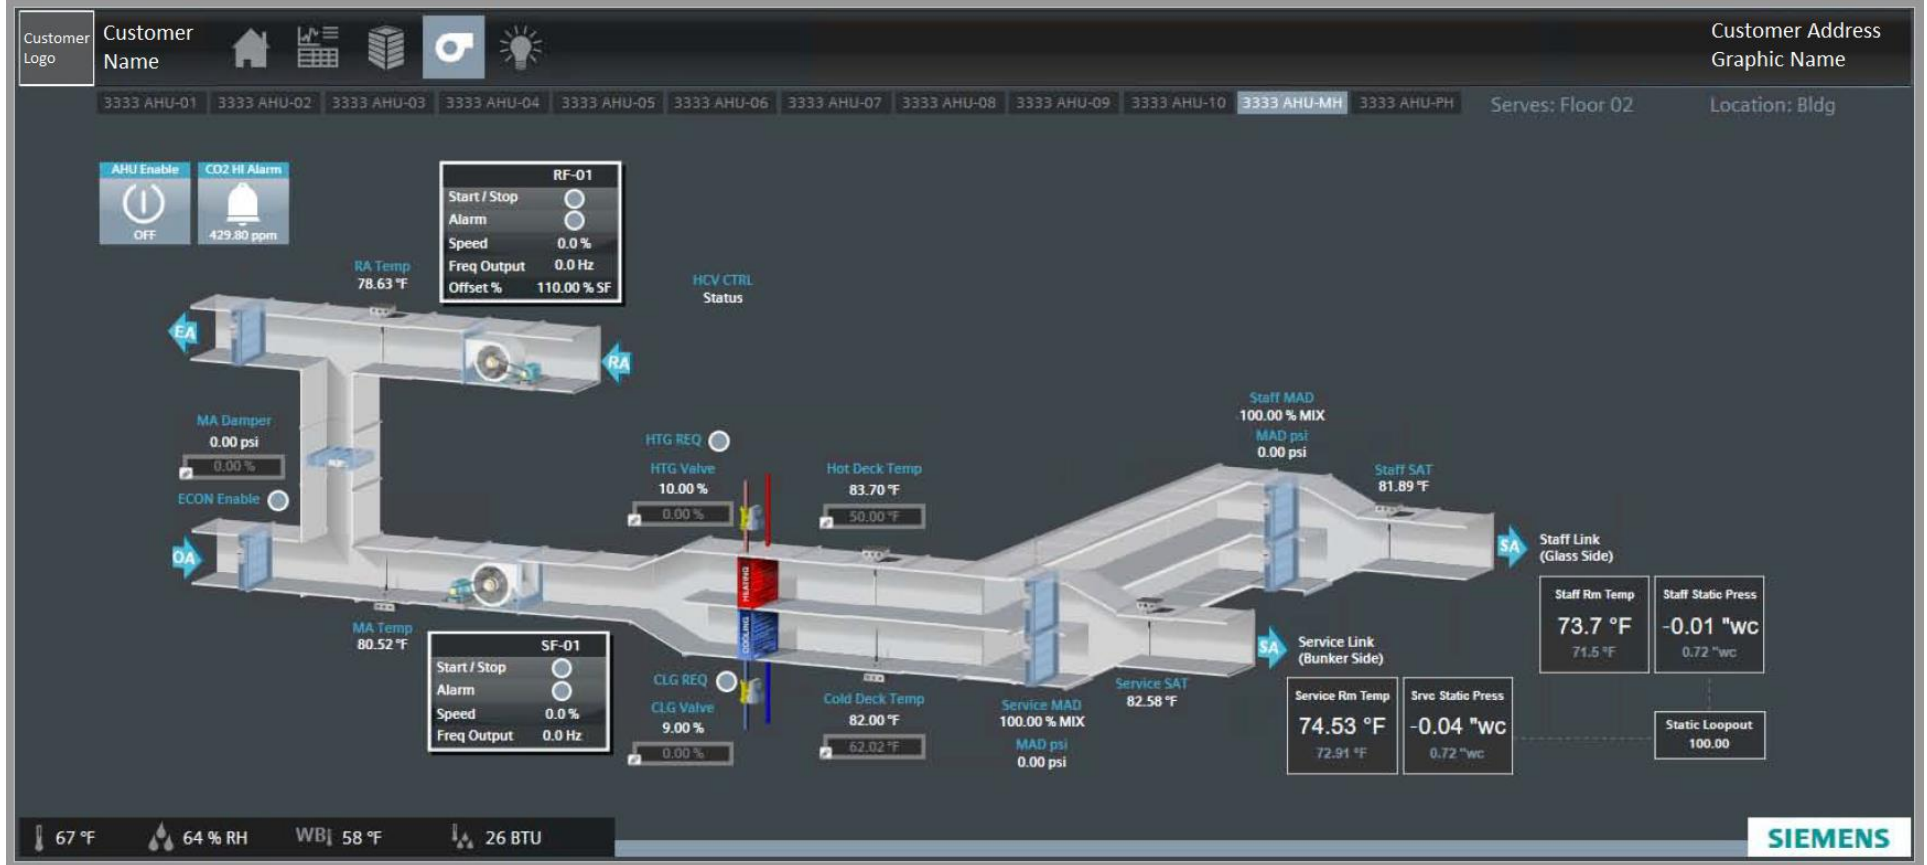 Customer Logo
Customer Name
Customer Address
Graphic Name
3333 AHU-01 3333 AHU-02 3333 AHU-03 3333 AHU-04 3333 AHU-05 3333 AHU-06 3333 AHU-07 3333 AHU-08 3333 AHU-09 3333 AHU-10 3333 AHU-MH 3333 AHU-PH Serves: Floor 02 Location: Bldg
AHU Enable
OFF
CO2 HI Alarm
429.80 ppm
RF-01
Start / Stop
Alarm
Speed 0.0 %
Freq Output 0.0 Hz
Offset % 110.00 % SF
RA Temp
78.63 °F
HCV CTRL
Status
EA
RA
MA Damper
0.00 psi
0.00 %
ECON Enable
OA
HTG REQ
HTG Valve
10.00 %
0.00 %
Hot Deck Temp
83.70 °F
50.00 °F
Staff MAD
100.00 % MIX
MAD psi
0.00 psi
Staff SAT
81.89 °F
SA
Staff Link
(Glass Side)
HEATING
COOLING
MA Temp
80.52 °F
SF-01
Start / Stop
Alarm
Speed 0.0 %
Freq Output 0.0 Hz
CLG REQ
CLG Valve
9.00 %
0.00 %
Cold Deck Temp
82.00 °F
62.02 °F
Service MAD
100.00 % MIX
MAD psi
0.00 psi
Service SAT
82.58 °F
SA
Service Link
(Bunker Side)
Staff Rm Temp
73.7 °F
71.5 °F
Staff Static Press
-0.01 "wc
0.72 "wc
Service Rm Temp
74.53 °F
72.91 °F
Srvc Static Press
-0.04 "wc
0.72 "wc
Static Loopout
100.00
67 °F 64 % RH WB 58 °F 26 BTU
SIEMENS